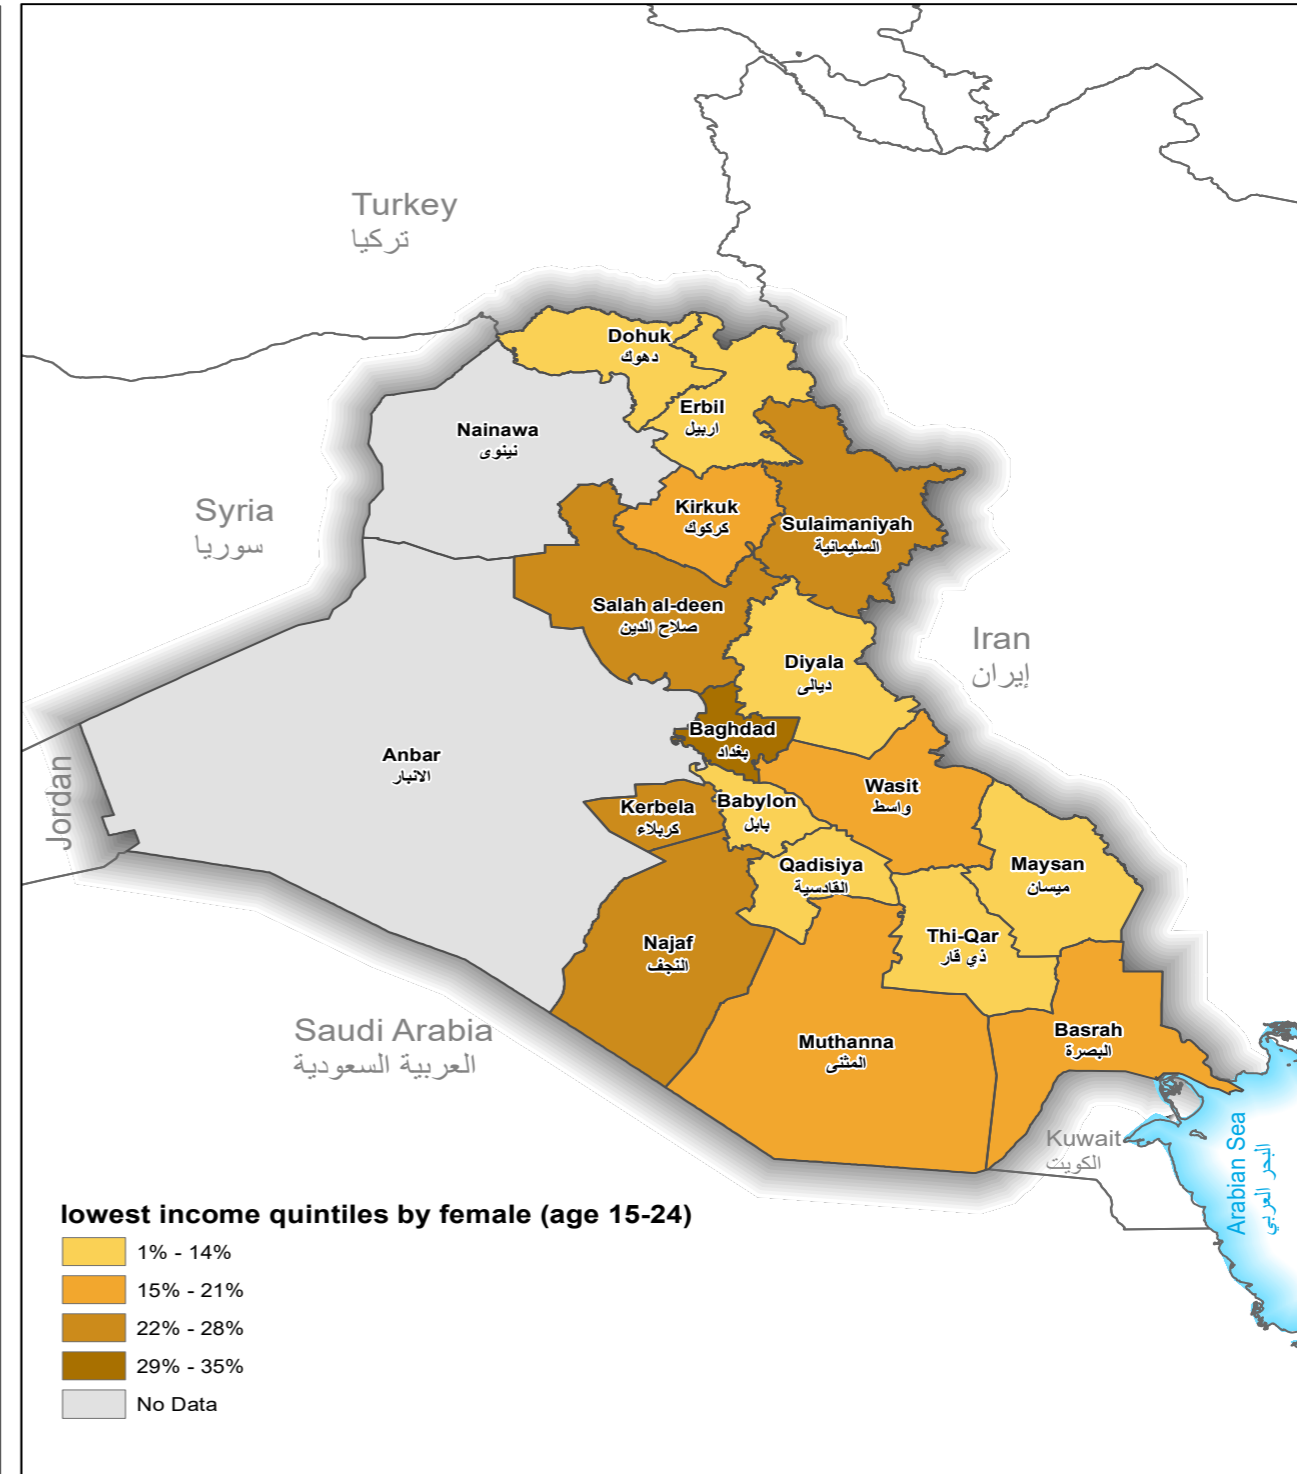 Turkey
تركيا
Dohuk
دهوك
Erbil
اربيل
Nainawa
نينوى
Syria
سوريا
Kirkuk
كركوك
Sulaimaniyah
السليمانية
Salah al-deen
صلاح الدين
Iran
إيران
Diyala
ديالى
Baghdad
بغداد
Anbar
الانبار
Jordan
Wasit
واسط
Kerbela
كربلاء
Babylon
بابل
Qadisiya
القادسية
Maysan
ميسان
Najaf
النجف
Thi-Qar
ذي قار
Saudi Arabia
العربية السعودية
Muthanna
المثنى
Basrah
البصرة
Kuwait
الكويت
Arabian Sea
البحر العربي
lowest income quintiles by female (age 15-24)
1% - 14%
15% - 21%
22% - 28%
29% - 35%
No Data